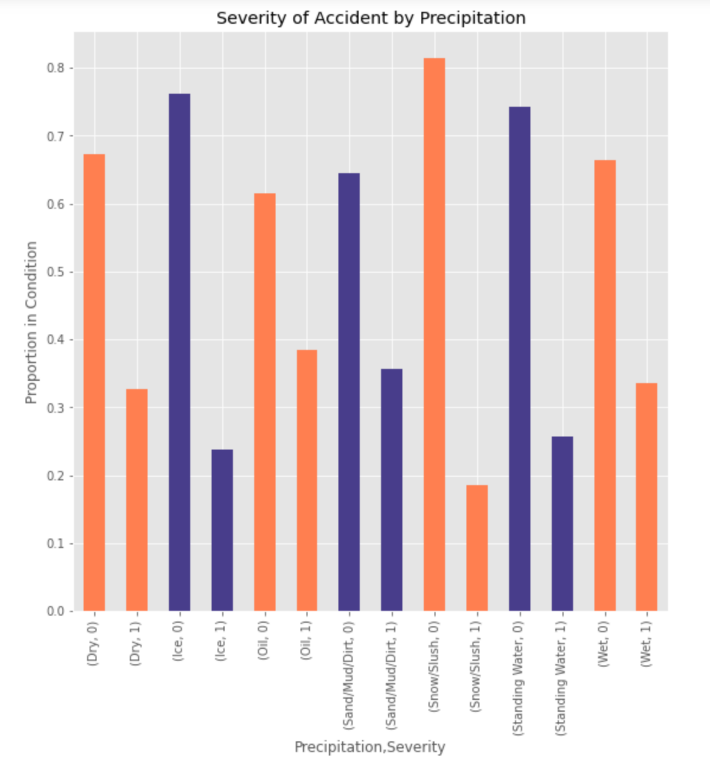 Severity of Accident by Precipitation
Proportion in Condition
0.8
0.7
0.6
0.5
0.4
0.3
0.2
0.1
0.0
(Dry, 0)
(Dry, 1)
(Ice, 0)
(Ice, 1)
(Oil, 0)
(Oil, 1)
(Sand/Mud/Dirt, 0)
(Sand/Mud/Dirt, 1)
(Snow/Slush, 0)
(Snow/Slush, 1)
(Standing Water, 0)
(Standing Water, 1)
(Wet, 0)
(Wet, 1)
Precipitation,Severity